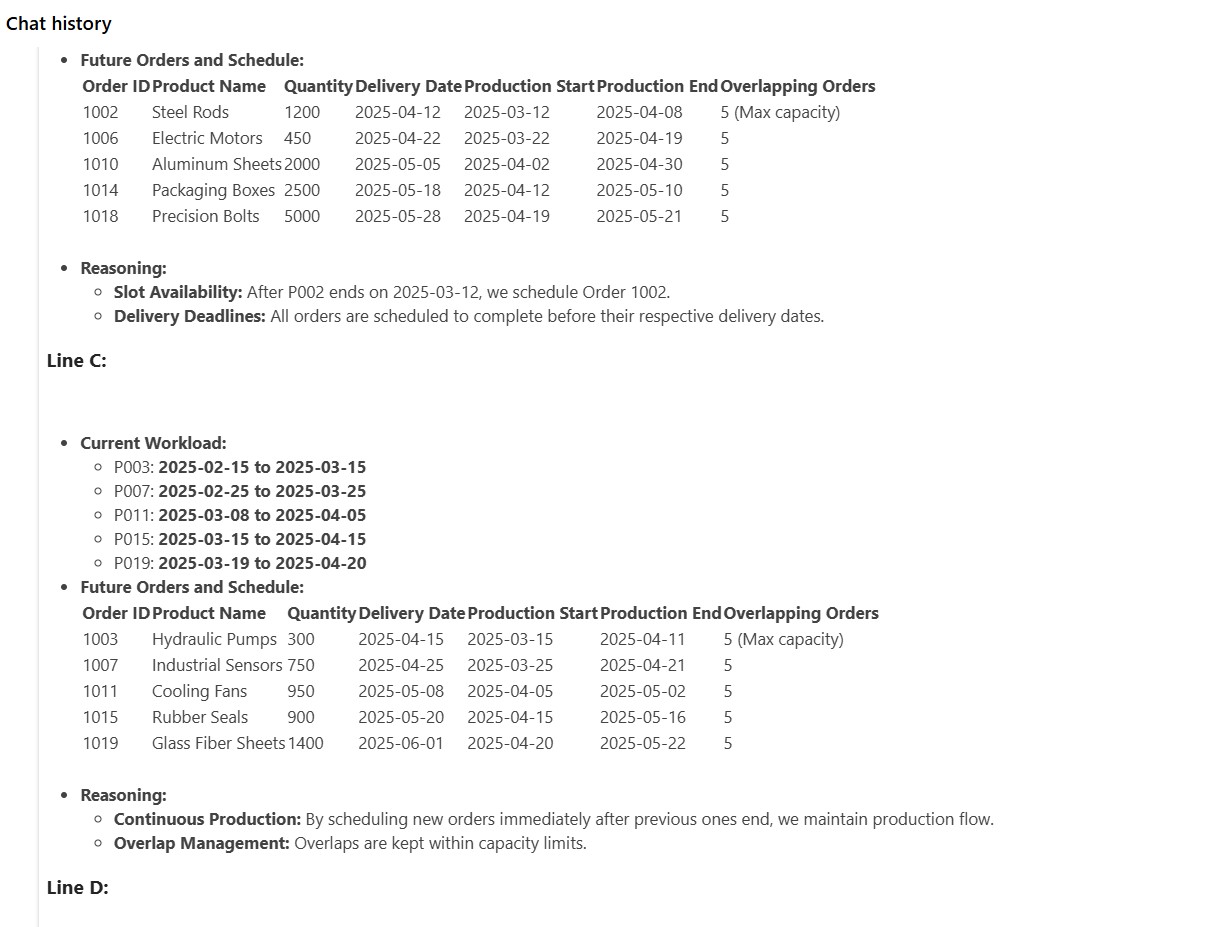 Chat history
• Future Orders and Schedule:
Order ID Product Name Quantity Delivery Date Production Start Production End Overlapping Orders
1002 Steel Rods 1200 2025-04-12 2025-03-12 2025-04-08 5 (Max capacity)
1006 Electric Motors 450 2025-04-22 2025-03-22 2025-04-19 5
1010 Aluminum Sheets 2000 2025-05-05 2025-04-02 2025-04-30 5
1014 Packaging Boxes 2500 2025-05-18 2025-04-12 2025-05-10 5
1018 Precision Bolts 5000 2025-05-28 2025-04-19 2025-05-21 5
• Reasoning:
◦ Slot Availability: After P002 ends on 2025-03-12, we schedule Order 1002.
◦ Delivery Deadlines: All orders are scheduled to complete before their respective delivery dates.
Line C:
• Current Workload:
◦ P003: 2025-02-15 to 2025-03-15
◦ P007: 2025-02-25 to 2025-03-25
◦ P011: 2025-03-08 to 2025-04-05
◦ P015: 2025-03-15 to 2025-04-15
◦ P019: 2025-03-19 to 2025-04-20
• Future Orders and Schedule:
Order ID Product Name Quantity Delivery Date Production Start Production End Overlapping Orders
1003 Hydraulic Pumps 300 2025-04-15 2025-03-15 2025-04-11 5 (Max capacity)
1007 Industrial Sensors 750 2025-04-25 2025-03-25 2025-04-21 5
1011 Cooling Fans 950 2025-05-08 2025-04-05 2025-05-02 5
1015 Rubber Seals 900 2025-05-20 2025-04-15 2025-05-16 5
1019 Glass Fiber Sheets 1400 2025-06-01 2025-04-20 2025-05-22 5
• Reasoning:
◦ Continuous Production: By scheduling new orders immediately after previous ones end, we maintain production flow.
◦ Overlap Management: Overlaps are kept within capacity limits.
Line D: